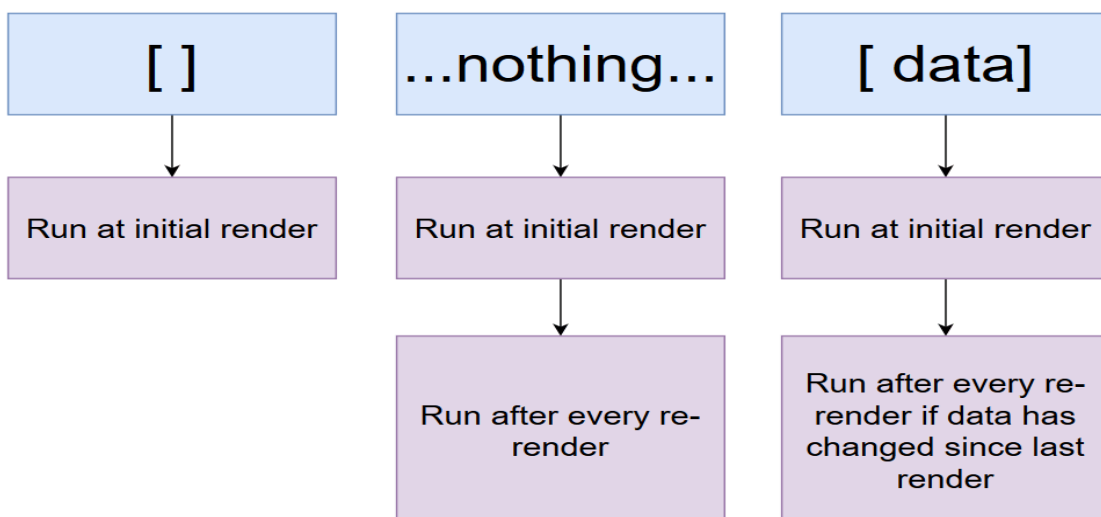 [ ]
...nothing...
[ data]
Run at initial render
Run at initial render
Run at initial render
Run after every re-
render
Run after every re-
render if data has
changed since last
render